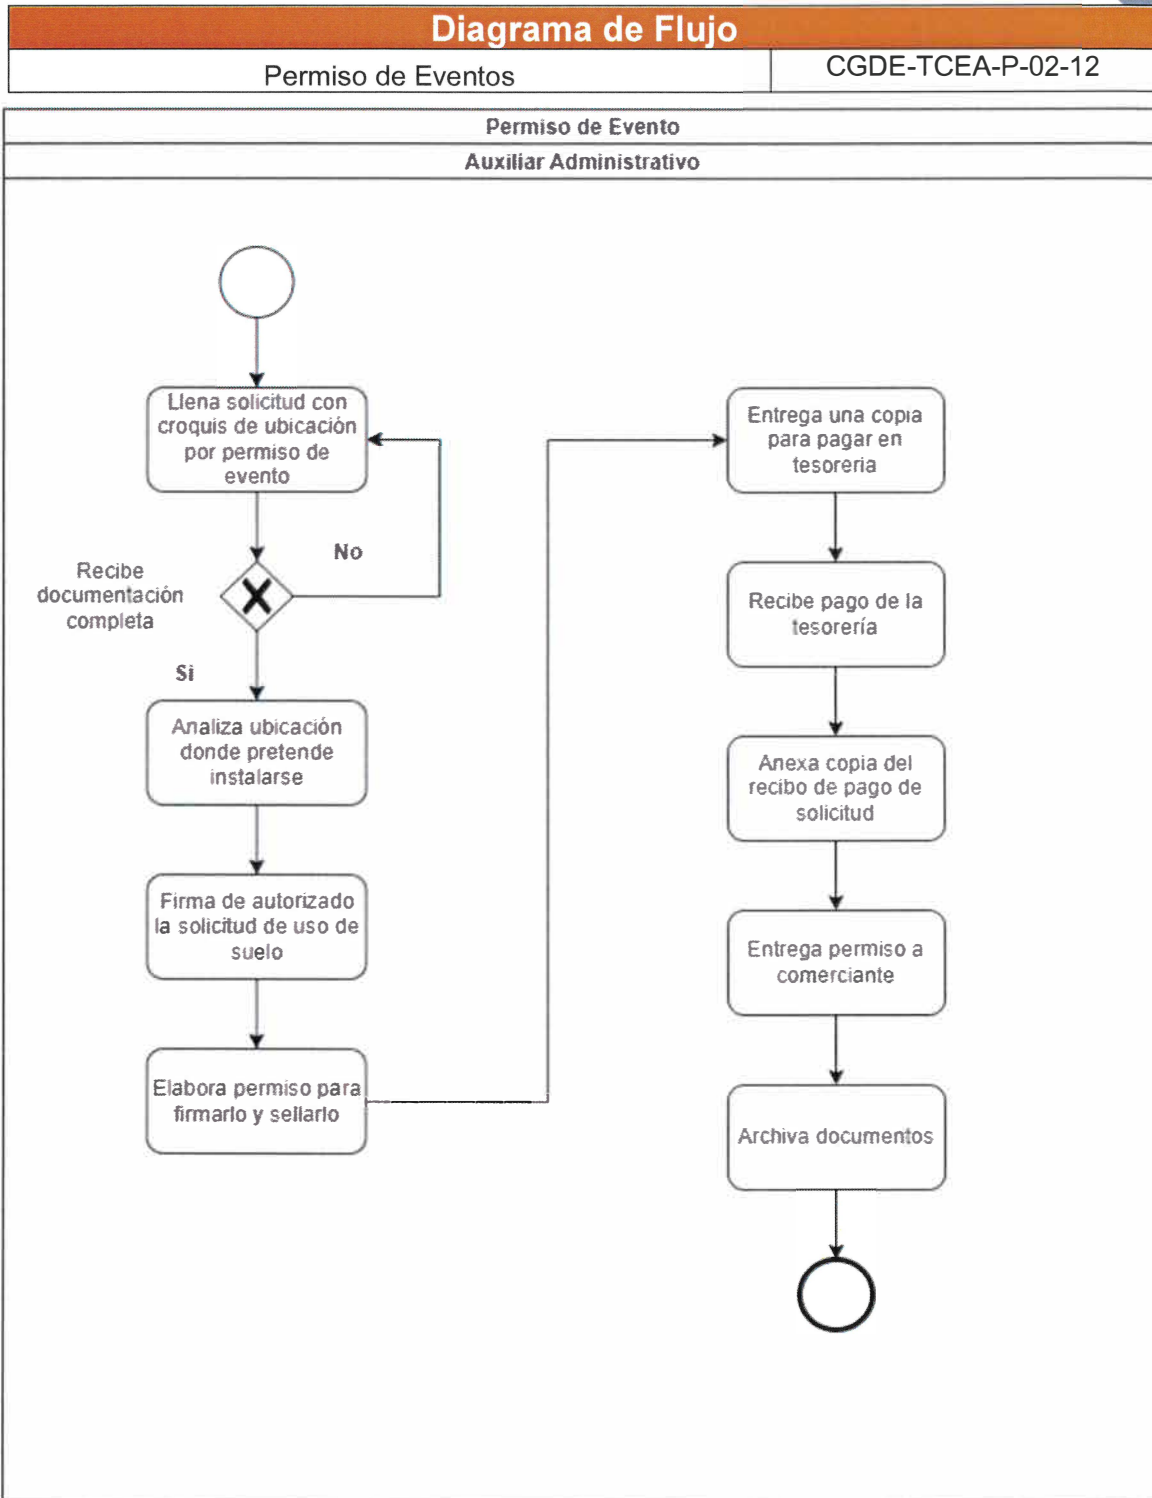 Diagrama de Flujo
Permiso de Eventos
CGDE-TCEA-P-02-12
Permiso de Evento
Auxiliar Administrativo
Llena solicitud con
croquis de ubicación
por permiso de
evento
No
Recibe
documentación
completa
Si
Analiza ubicación
donde pretende
instalarse
Firma de autorizado
la solicitud de uso de
suelo
Elabora permiso para
firmarlo y sellarlo
Entrega una copia
para pagar en
tesoreria
Recibe pago de la
tesorería
Anexa copia del
recibo de pago de
solicitud
Entrega permiso a
comerciante
Archiva documentos